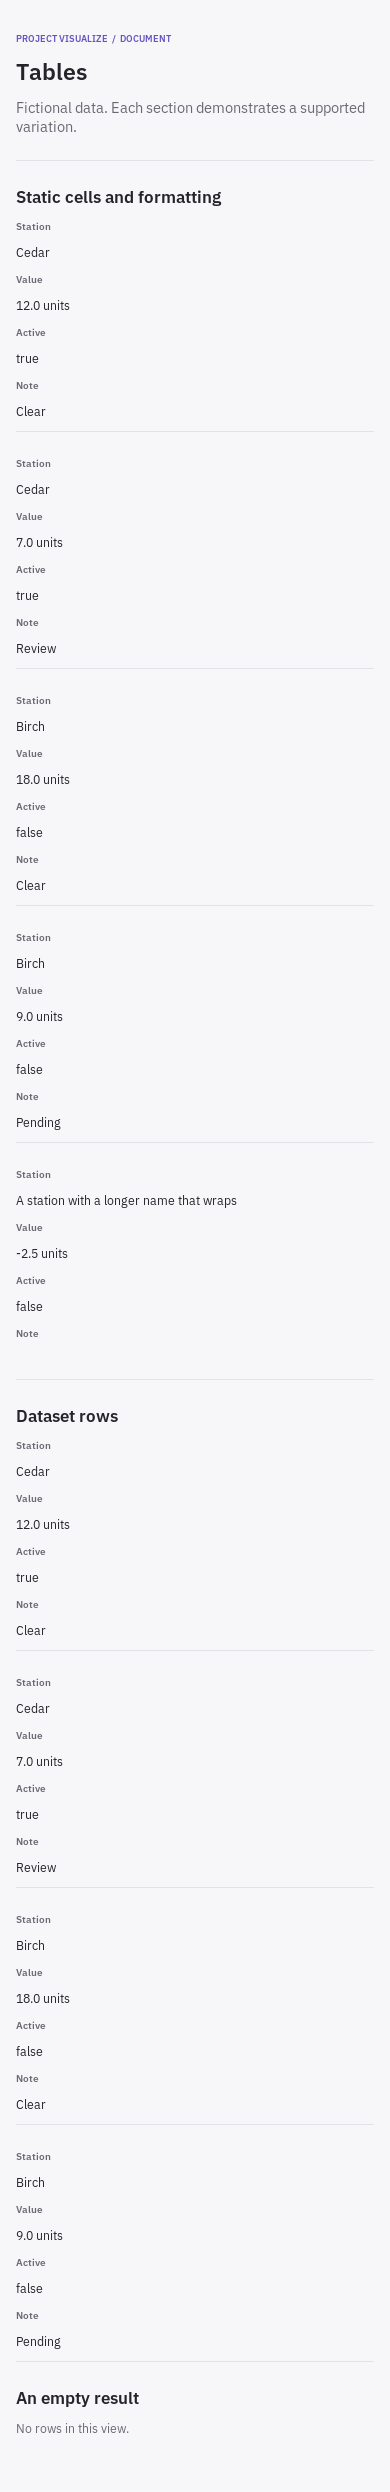 PROJECT VISUALIZE / DOCUMENT
Tables
Fictional data. Each section demonstrates a supported
variation.
Static cells and formatting
Station
Cedar
Value
12.0 units
Active
true
Note
Clear
Station
Cedar
Value
7.0 units
Active
true
Note
Review
Station
Birch
Value
18.0 units
Active
false
Note
Clear
Station
Birch
Value
9.0 units
Active
false
Note
Pending
Station
A station with a longer name that wraps
Value
-2.5 units
Active
false
Note
Dataset rows
Station
Cedar
Value
12.0 units
Active
true
Note
Clear
Station
Cedar
Value
7.0 units
Active
true
Note
Review
Station
Birch
Value
18.0 units
Active
false
Note
Clear
Station
Birch
Value
9.0 units
Active
false
Note
Pending
An empty result
No rows in this view.